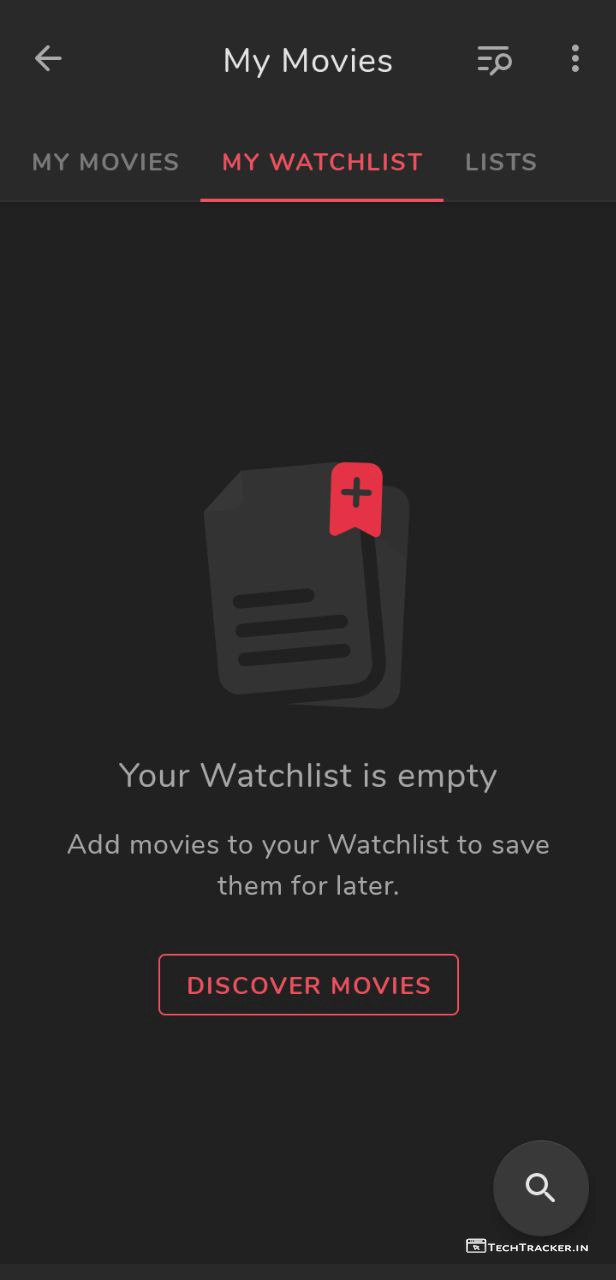 My Movies
MY MOVIES MY WATCHLIST LISTS
Your Watchlist is empty
Add movies to your Watchlist to save
them for later.
DISCOVER MOVIES
TECHTRACKER.IN